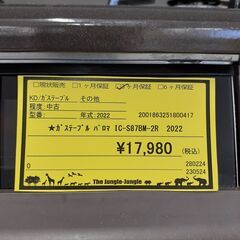 □現状販売 □1ヶ月保証 ☑3ヶ月保証 □6ヶ月保証
KD/ガステーブル その他
程度:中古
型番: 年式:2022 2001863251800417
★ガステーブル パロマ IC-S87BM-2R 2022
¥17,980 (税込)
0 280224
230524
The Jungle-Jungle